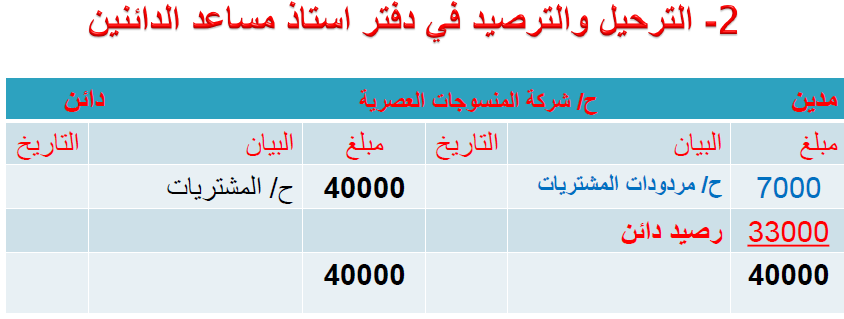 2- الترحيل والترصيد في دفتر استاذ مساعد الدائنين
مدين ح/ شركة المنسوجات العصرية دائن
مبلغ البيان التاريخ مبلغ البيان التاريخ
7000 ح/ مردودات المشتريات 40000 ح/ المشتريات
33000 رصيد دائن
40000 40000